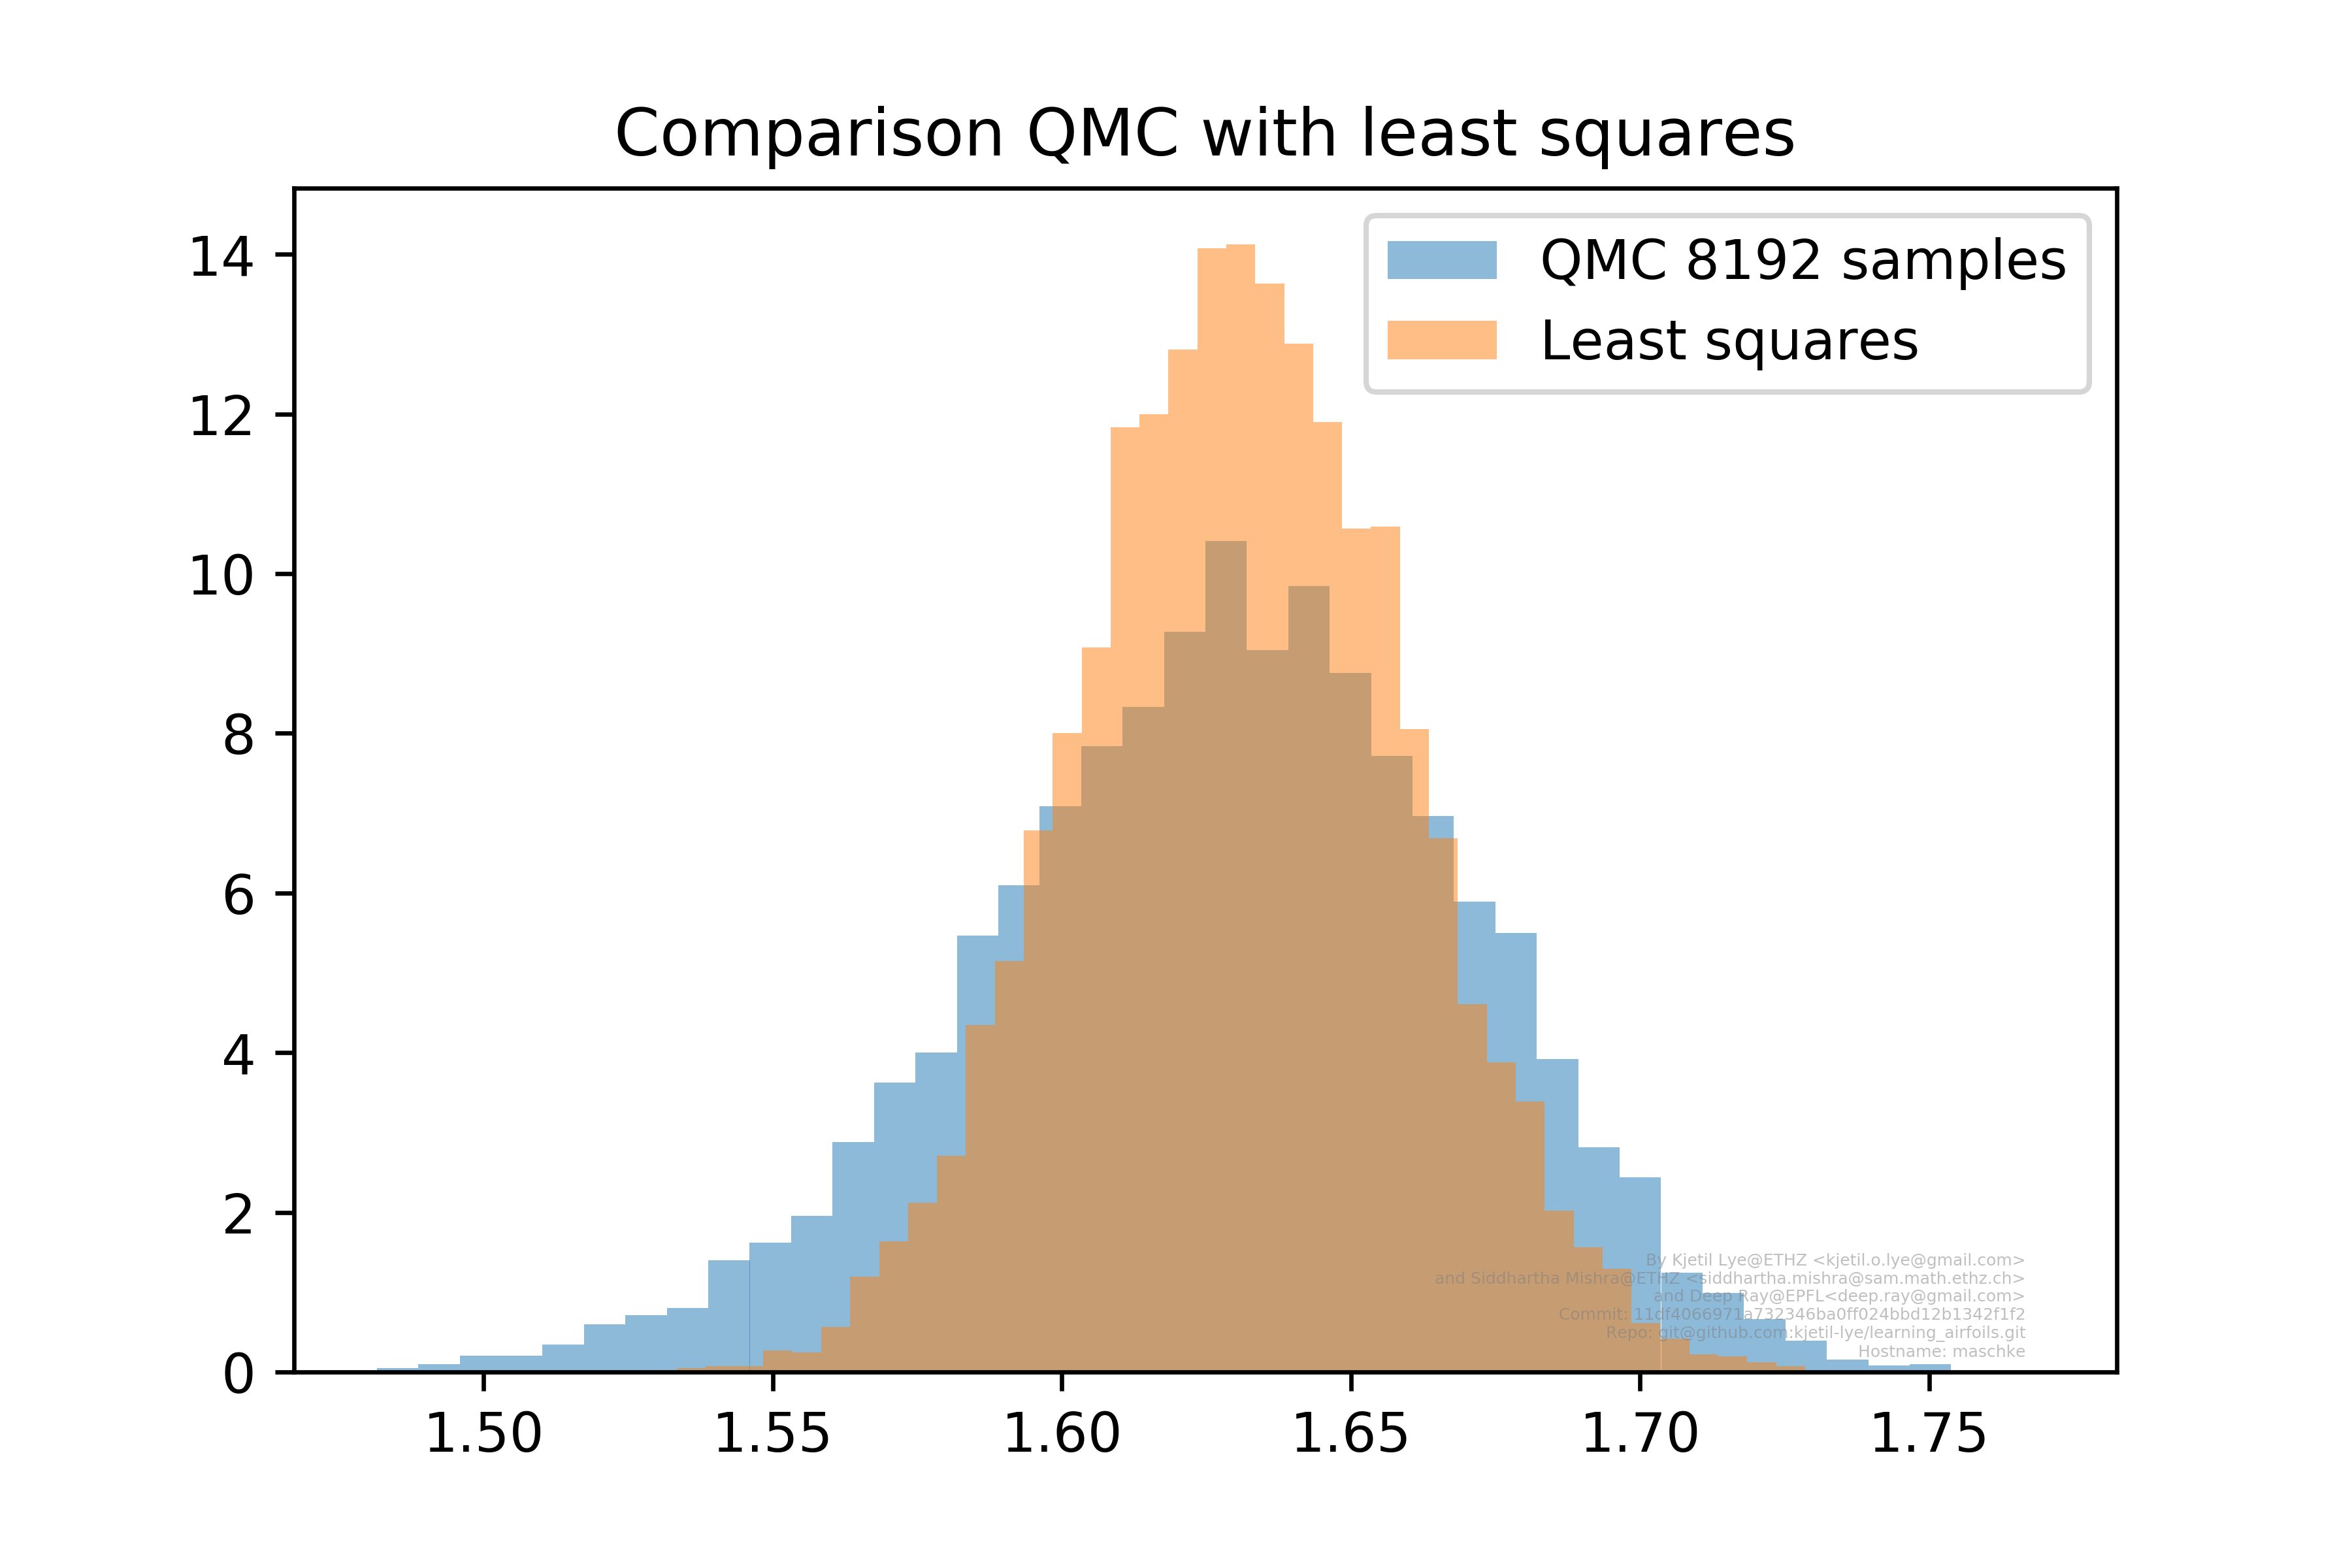 Comparison QMC with least squares
QMC 8192 samples
Least squares
14
12
10
8
6
4
2
0
1.50
1.55
1.60
1.65
1.70
1.75
By Kjetil Lye@ETHZ <kjetil.o.lye@gmail.com>
and Siddhartha Mishra@ETHZ <siddhartha.mishra@sam.math.ethz.ch>
and Deep Ray@EPFL<deep.ray@gmail.com>
Commit: 11df4066971a732346ba0ff024bbd12b1342f1f2
Repo: git@github.com:kjetil-lye/learning_airfoils.git
Hostname: maschke